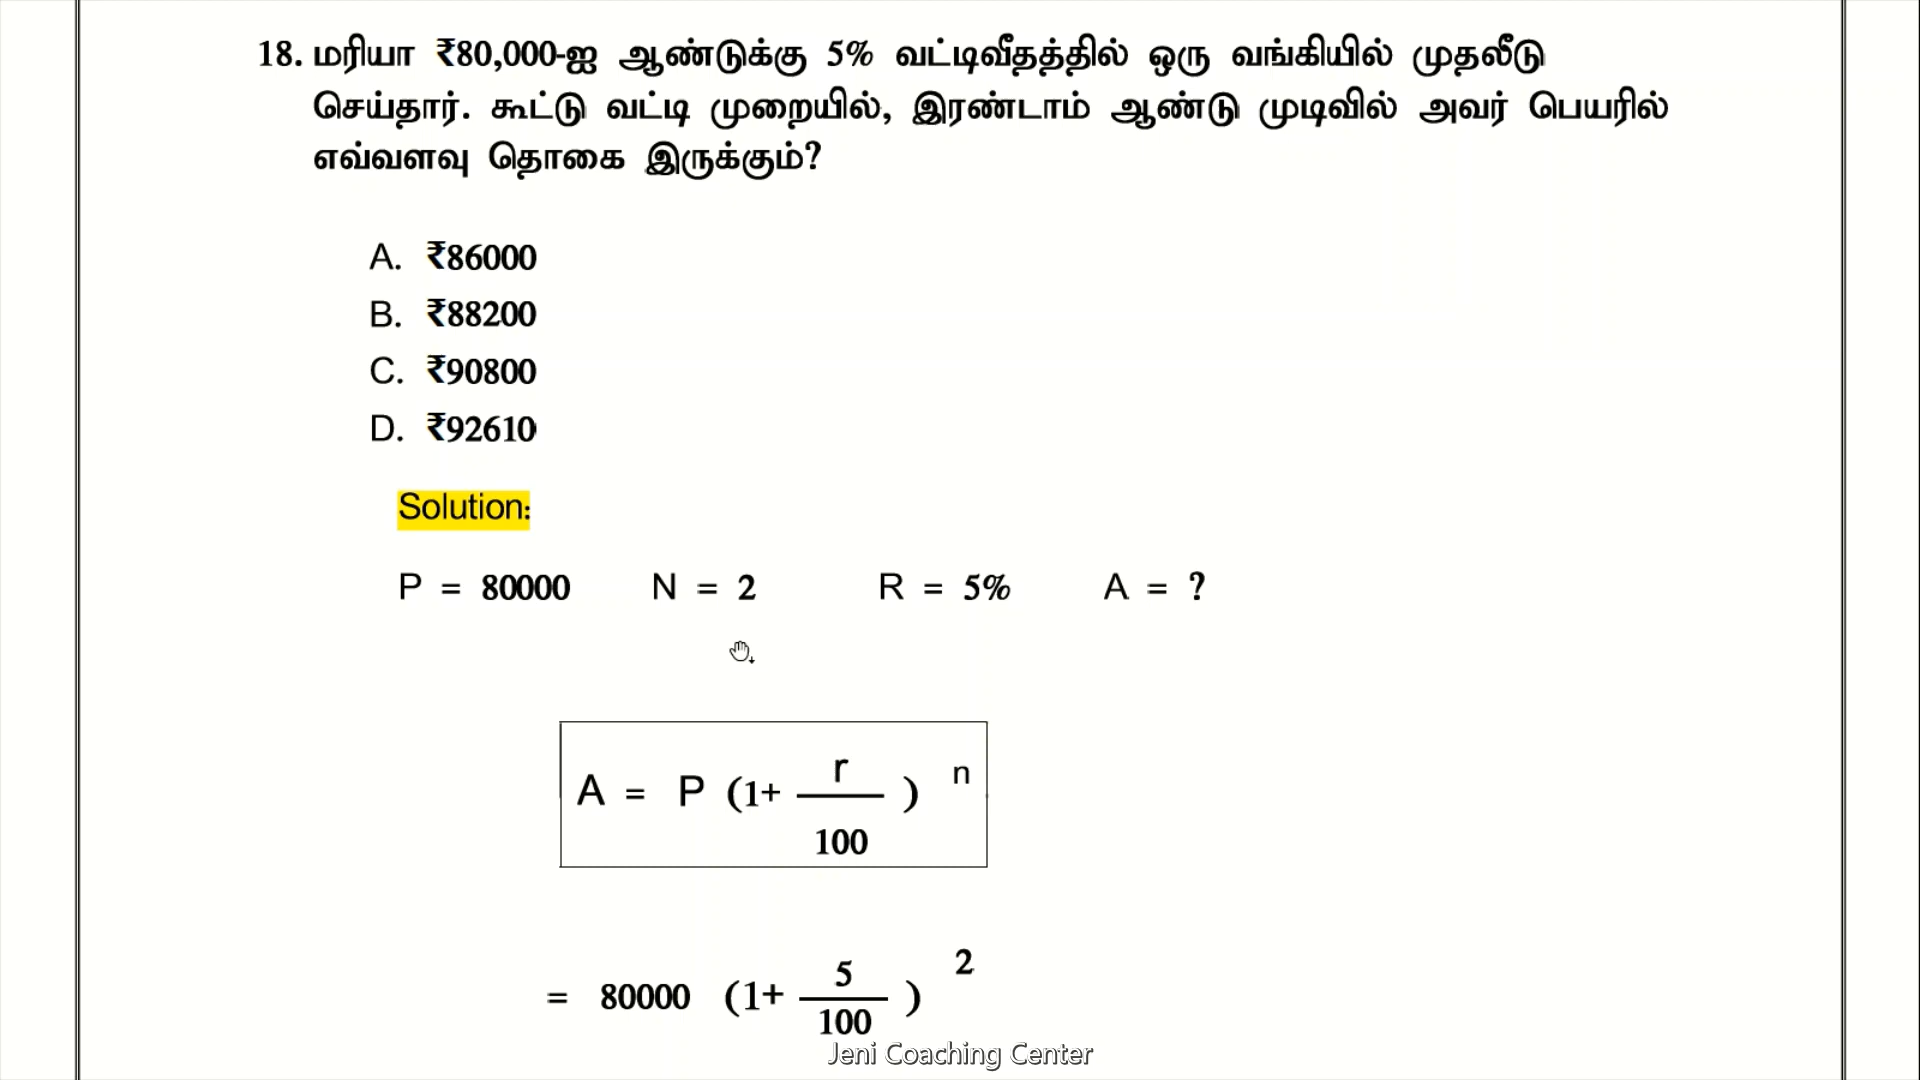 18. மரியா ₹80,000-ஐ ஆண்டுக்கு 5% வட்டிவீதத்தில் ஒரு வங்கியில் முதலீடு
செய்தார். கூட்டு வட்டி முறையில், இரண்டாம் ஆண்டு முடிவில் அவர் பெயரில்
எவ்வளவு தொகை இருக்கும்?
A. ₹86000
B. ₹88200
C. ₹90800
D. ₹92610
Solution:
P = 80000 N = 2 R = 5% A = ?
A = P (1+ r/100) n
= 80000 (1+ 5/100) 2
Jeni Coaching Center